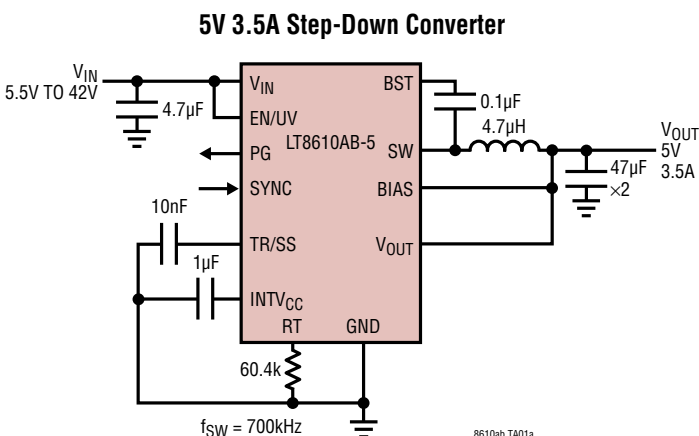 5V 3.5A Step-Down Converter
VIN
5.5V TO 42V
4.7µF
VIN
EN/UV
PG
SYNC
TR/SS
INTVCC
RT
GND
LT8610AB-5
BST
SW
BIAS
VOUT
0.1µF
4.7µH
VOUT
5V
3.5A
47µF
×2
10nF
1µF
60.4k
fSW = 700kHz
8610ab TA01a